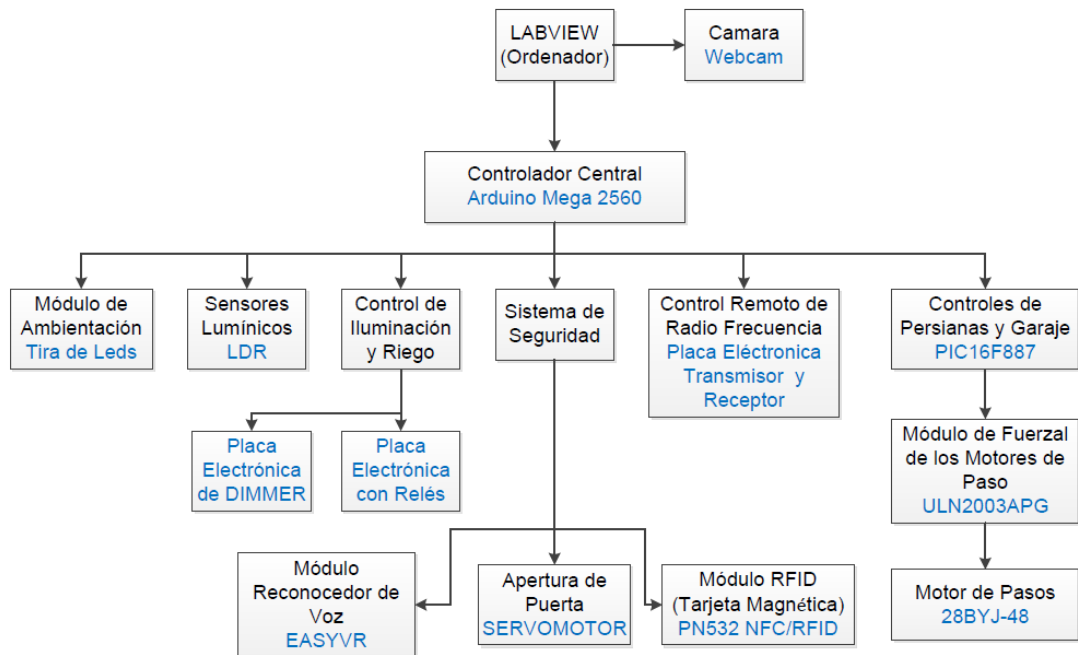 LABVIEW
(Ordenador)
Camara
Webcam
Controlador Central
Arduino Mega 2560
Módulo de
Ambientación
Tira de Leds
Sensores
Lumínicos
LDR
Control de
Iluminación
y Riego
Sistema de
Seguridad
Control Remoto de
Radio Frecuencia
Placa Eléctronica
Transmisor y
Receptor
Controles de
Persianas y Garaje
PIC16F887
Placa
Electrónica
de DIMMER
Placa
Electrónica
con Relés
Módulo de Fuerzal
de los Motores de
Paso
ULN2003APG
Módulo
Reconocedor de
Voz
EASYVR
Apertura de
Puerta
SERVOMOTOR
Módulo RFID
(Tarjeta Magnética)
PN532 NFC/RFID
Motor de Pasos
28BYJ-48